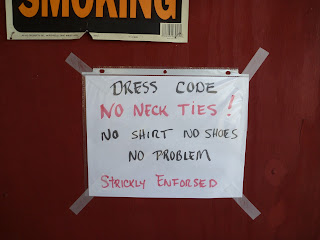 SMOKING
DRESS CODE
NO NECK TIES!
NO SHIRT NO SHOES
NO PROBLEM
STRICKLY ENFORSED